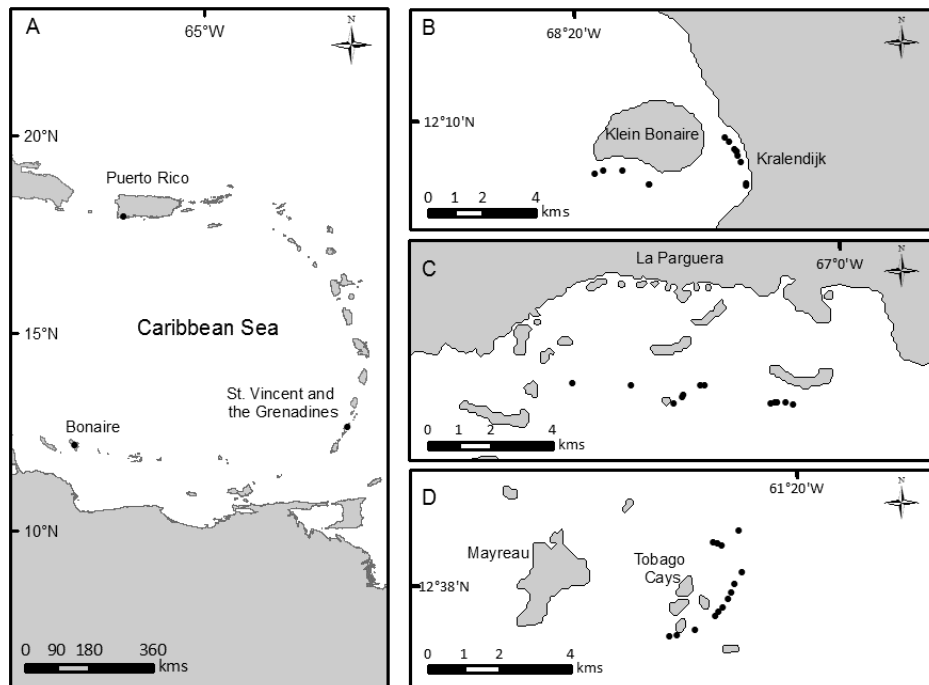 A
65°W
N
20°N
Puerto Rico
15°N
Caribbean Sea
St. Vincent and
the Grenadines
Bonaire
10°N
0 90 180 360
kms
B
68°20'W
N
12°10'N
Klein Bonaire
Kralendijk
0 1 2 4
kms
C
La Parguera
67°0'W
N
0 1 2 4
kms
D
61°20'W
N
Mayreau
Tobago
Cays
12°38'N
0 1 2 4
kms